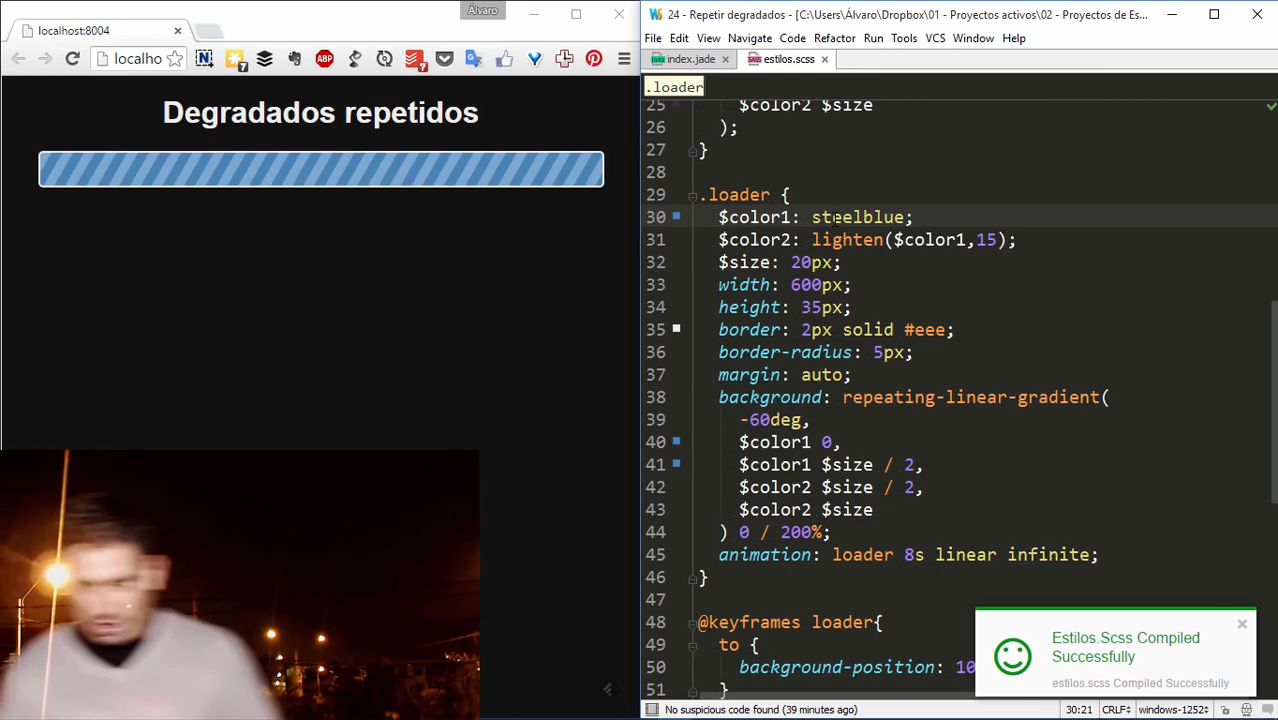 Álvaro
localhost:8004
localho
7
ABP
7
Degradados repetidos
24 - Repetir degradados - [C:\Users\Álvaro\Dropbox\01 - Proyectos activos\02 - Proyectos de Es...
File Edit View Navigate Code Refactor Run Tools VCS Window Help
index.jade
estilos.scss
.loader
25 $color2 $size
26 );
27 }
28
29 .loader {
30 $color1: steelblue;
31 $color2: lighten($color1,15);
32 $size: 20px;
33 width: 600px;
34 height: 35px;
35 border: 2px solid #eee;
36 border-radius: 5px;
37 margin: auto;
38 background: repeating-linear-gradient(
39 -60deg,
40 $color1 0,
41 $color1 $size / 2,
42 $color2 $size / 2,
43 $color2 $size
44 ) 0 / 200%;
45 animation: loader 8s linear infinite;
46 }
47
48 @keyframes loader{
49 to {
50 background-position: 10
51 }
Estilos.Scss Compiled
Successfully
estilos.scss Compiled Successfully
No suspicious code found (39 minutes ago)
30:21 CRLF÷ windows-1252÷